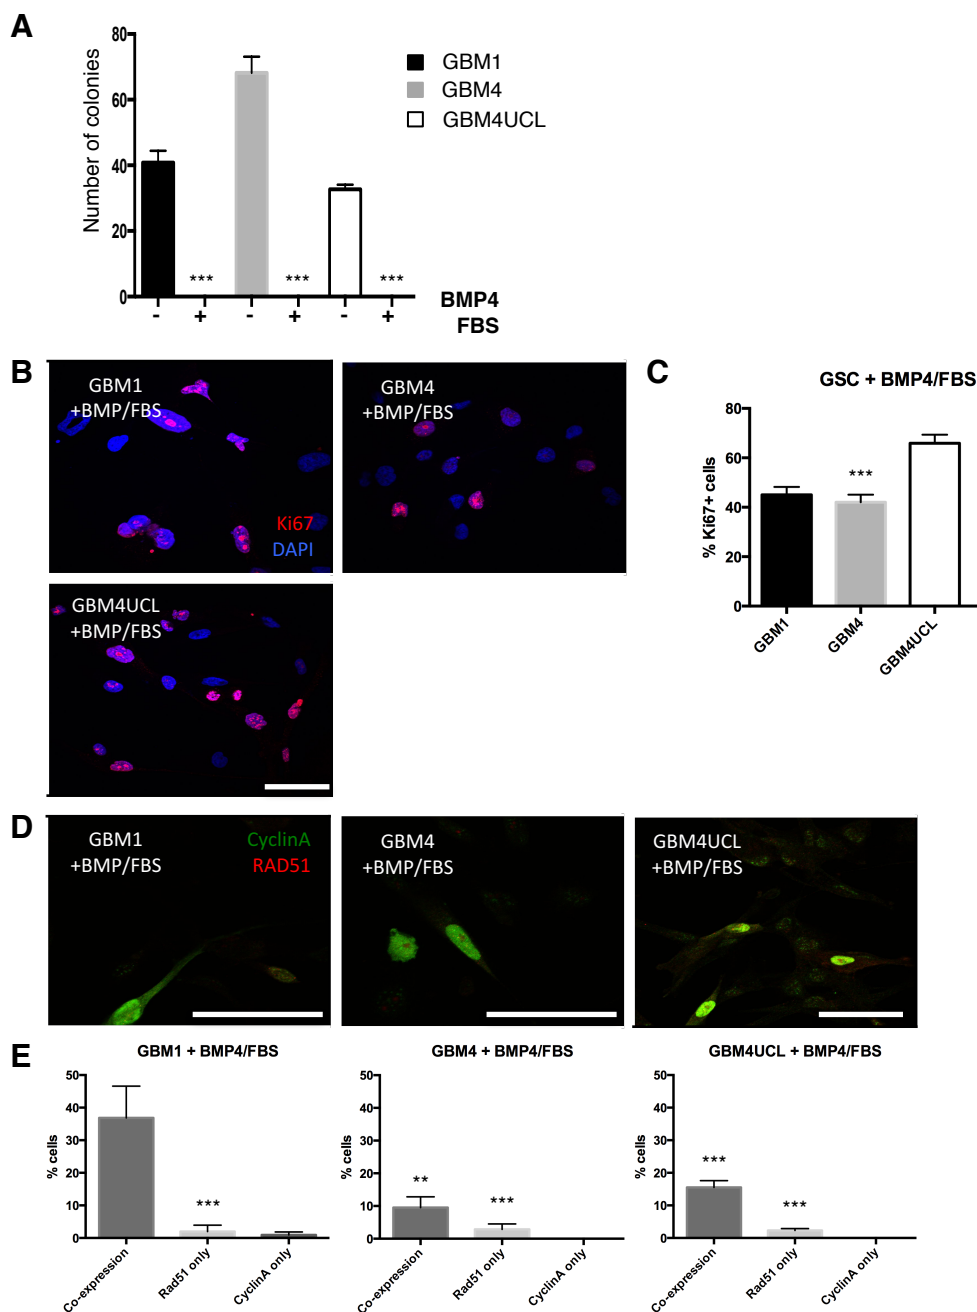 A
Number of colonies
80
60
40
20
0
*** *** ***
- + - + - +
BMP4
FBS
GBM1
GBM4
GBM4UCL
B
GBM1
+BMP/FBS
Ki67
DAPI
GBM4
+BMP/FBS
GBM4UCL
+BMP/FBS
C
GSC + BMP4/FBS
% Ki67+ cells
80
60
40
20
0
***
GBM1
GBM4
GBM4UCL
D
GBM1
+BMP/FBS
CyclinA
RAD51
GBM4
+BMP/FBS
GBM4UCL
+BMP/FBS
E
GBM1 + BMP4/FBS
% cells
50
40
30
20
10
0
***
Co-expression
Rad51 only
CyclinA only
GBM4 + BMP4/FBS
% cells
50
40
30
20
10
0
**
***
Co-expression
Rad51 only
CyclinA only
GBM4UCL + BMP4/FBS
% cells
50
40
30
20
10
0
***
***
Co-expression
Rad51 only
CyclinA only